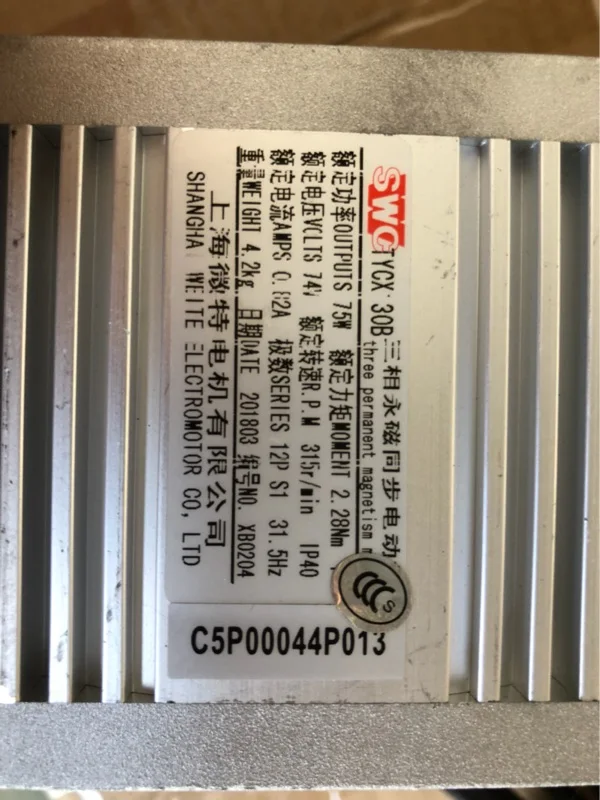 SWC TYCX-30B 三相永磁同步电动
three permanent magnetism
额定功率OUTPUTS 75W 额定力矩MOMENT 2.28Nm
额定电压VOLTS 74V 额定转速R.P.M 315r/min IP40
额定电流AMPS 0.82A 极数SERIES 12P S1 31.5Hz
重量WEIGHT 4.2kg 日期DATE 201803 编号NO. XB0204
上海微特电机有限公司
SHANGHAI WEITE ELECTROMOTOR CO,LTD
CCC S
C5P00044P013